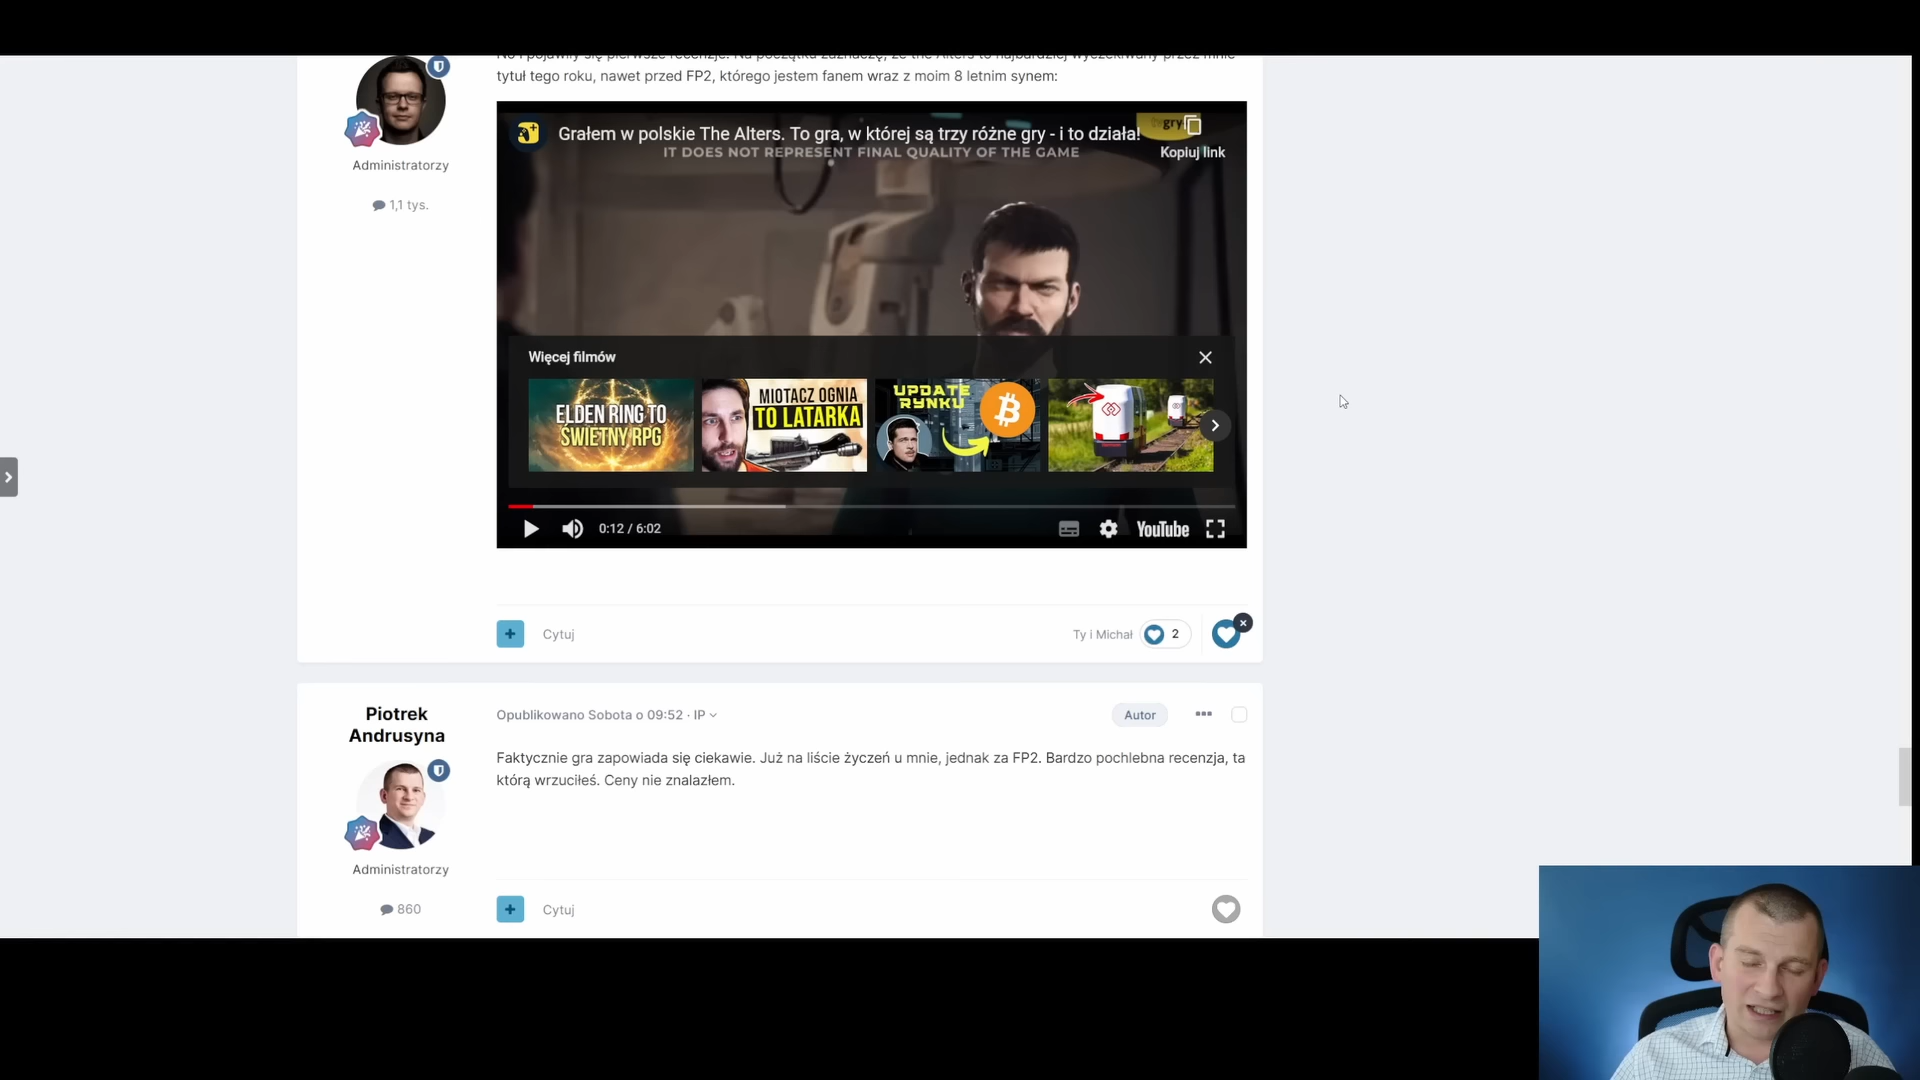 No i pojawiły się pierwsze recenzje. Na początku zaznaczę, że the Alters to najbardziej wyczekiwany przez mnie
tytuł tego roku, nawet przed FP2, którego jestem fanem wraz z moim 8 letnim synem:
Administratorzy
1,1 tys.
Grałem w polskie The Alters. To gra, w której są trzy różne gry - i to działa!
gry
Kopiuj link
IT DOES NOT REPRESENT FINAL QUALITY OF THE GAME
Więcej filmów
ELDEN RING TO
ŚWIETNY RPG
MIOTACZ OGNIA
TO LATARKA
UPDATE
RYNKU
0:12 / 6:02
YouTube
Cytuj
Ty i Michał
2
Piotrek
Andrusyna
Opublikowano Sobota o 09:52 · IP
Autor
Faktycznie gra zapowiada się ciekawie. Już na liście życzeń u mnie, jednak za FP2. Bardzo pochlebna recenzja, ta
którą wrzuciłeś. Ceny nie znalazłem.
Administratorzy
860
Cytuj